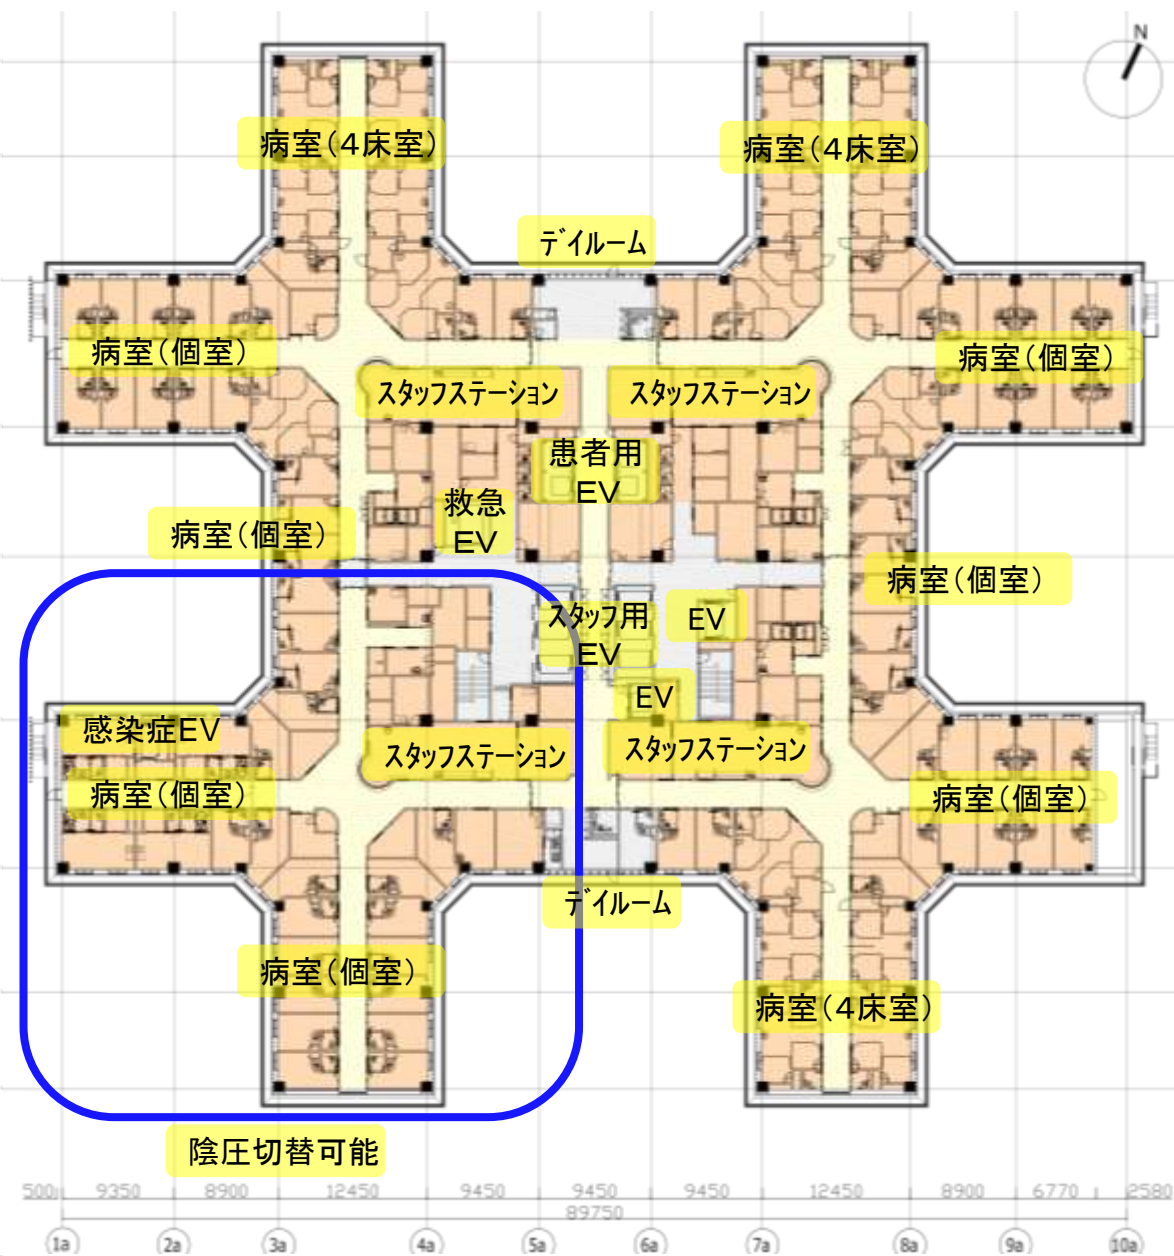 N
病室(4床室)
病室(4床室)
デイルーム
病室(個室)
病室(個室)
スタッフステーション
スタッフステーション
患者用
EV
救急
EV
病室(個室)
病室(個室)
スタッフ用
EV
EV
EV
感染症EV
スタッフステーション
スタッフステーション
病室(個室)
病室(個室)
デイルーム
病室(個室)
病室(4床室)
陰圧切替可能
500 9350 8900 12450 9450 9450 9450 12450 8900 6770 2580
89750
1a 2a 3a 4a 5a 6a 7a 8a 9a 10a